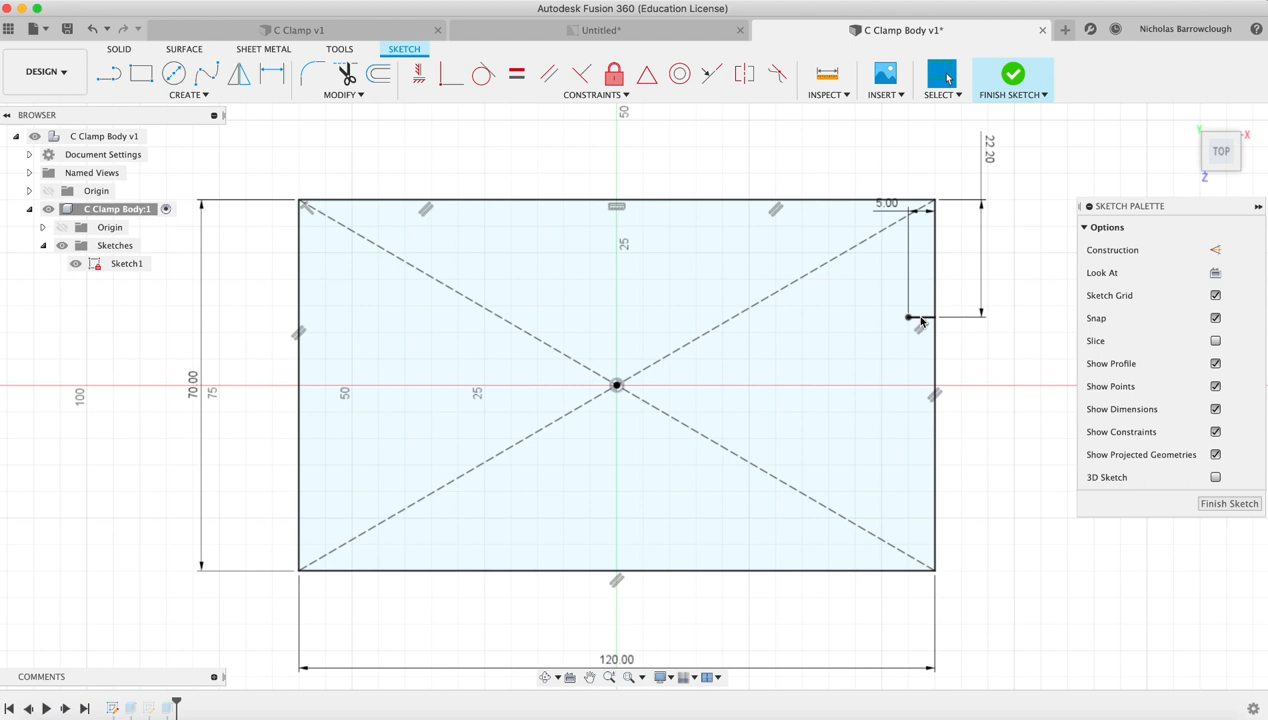 Autodesk Fusion 360 (Education License)
C Clamp v1
Untitled*
C Clamp Body v1*
Nicholas Barrowclough
SOLID
SURFACE
SHEET METAL
TOOLS
SKETCH
DESIGN
CREATE
MODIFY
CONSTRAINTS
INSPECT
INSERT
SELECT
FINISH SKETCH
BROWSER
C Clamp Body v1
Document Settings
Named Views
Origin
C Clamp Body:1
Origin
Sketches
Sketch1
50
22.20
5.00
25
70.00
75
100
50
25
120.00
TOP
Y
X
Z
SKETCH PALETTE
Options
Construction
Look At
Sketch Grid
Snap
Slice
Show Profile
Show Points
Show Dimensions
Show Constraints
Show Projected Geometries
3D Sketch
Finish Sketch
COMMENTS